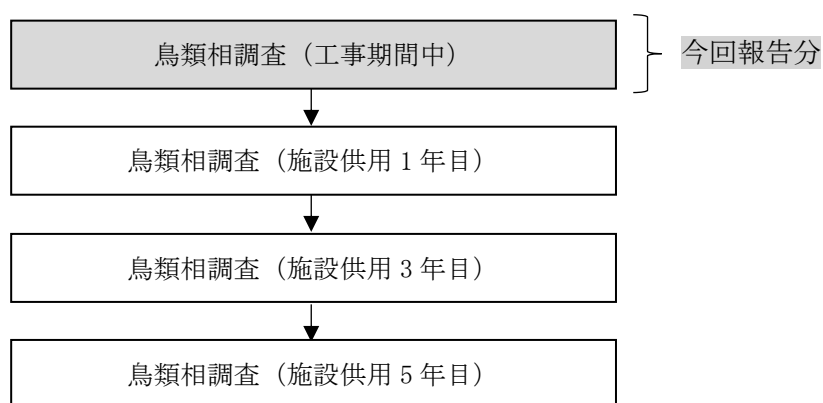 鳥類相調査（工事期間中）
今回報告分
鳥類相調査（施設供用 1 年目）
鳥類相調査（施設供用 3 年目）
鳥類相調査（施設供用 5 年目）